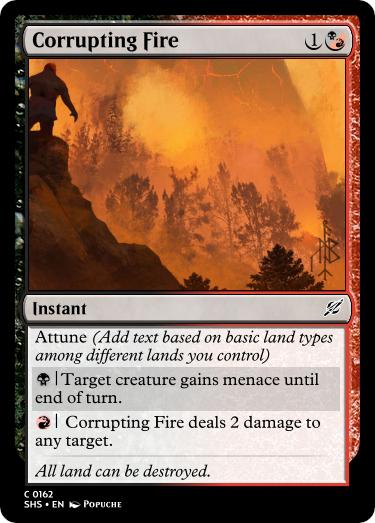 Corrupting Fire 1
Instant
Attune (Add text based on basic land types
among different lands you control)
|Target creature gains menace until
end of turn.
| Corrupting Fire deals 2 damage to
any target.
All land can be destroyed.
C 0162
SHS • EN Popuche